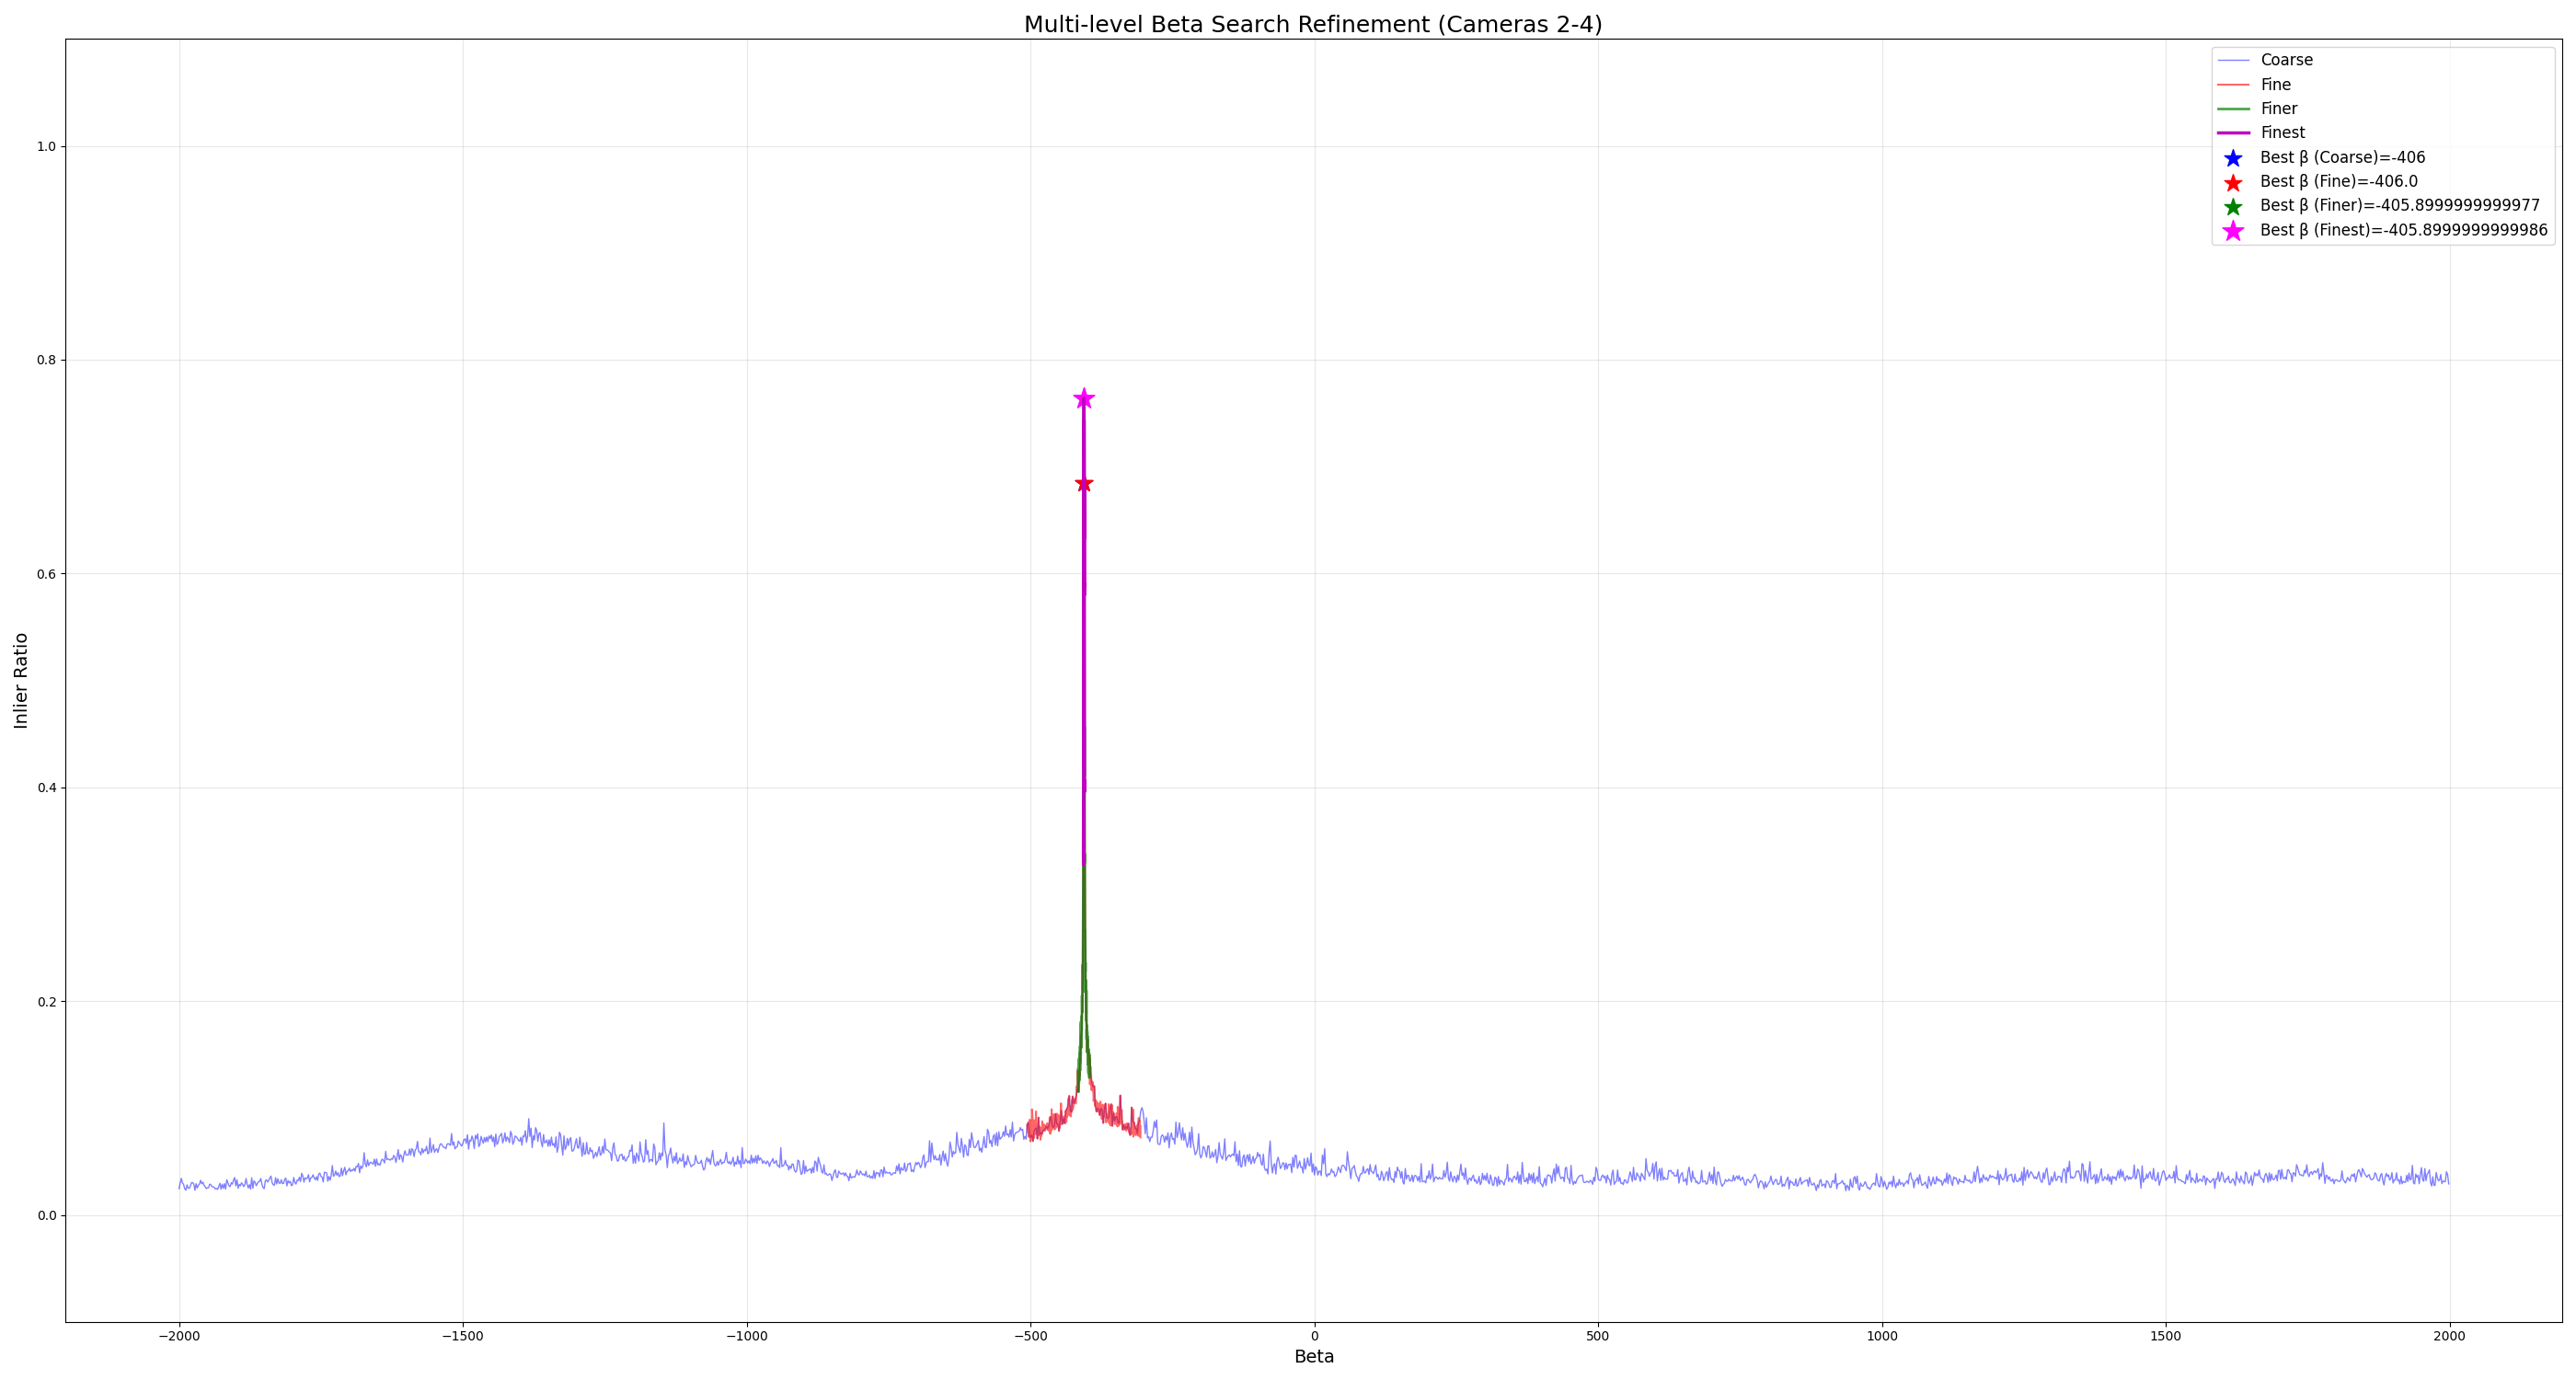 Multi-level Beta Search Refinement (Cameras 2-4)
Coarse
Fine
Finer
Finest
Best β (Coarse)=-406
Best β (Fine)=-406.0
Best β (Finer)=-405.8999999999977
Best β (Finest)=-405.8999999999986
1.0
0.8
0.6
0.4
0.2
0.0
Inlier Ratio
−2000 −1500 −1000 −500 0 500 1000 1500 2000
Beta